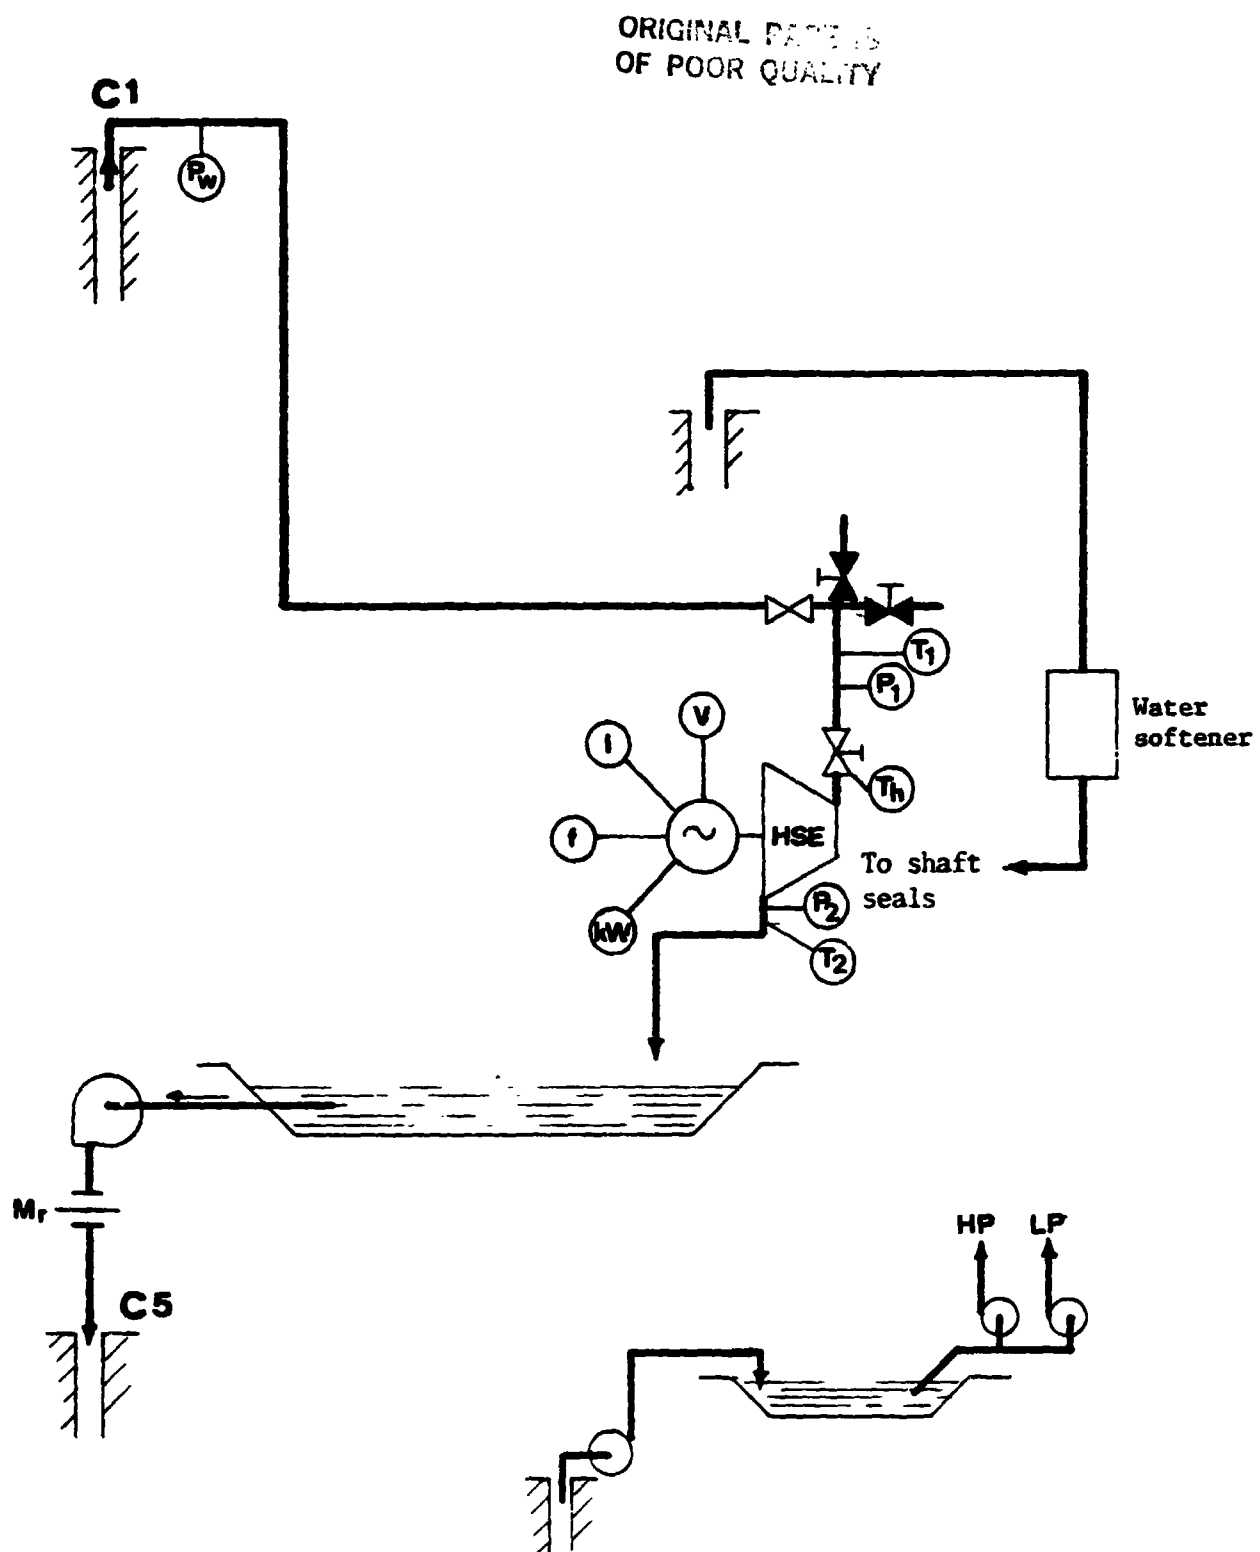 ORIGINAL
OF POOR QUALITY
C1
Pw
T1
P1
Water
softener
V
I
Th
f
HSE
To shaft
seals
P2
kW
T2
Mr
HP LP
C5